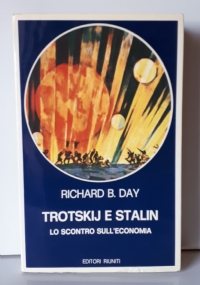 RICHARD B. DAY
TROTSKIJ E STALIN
LO SCONTRO SULL'ECONOMIA
EDITORI RIUNITI